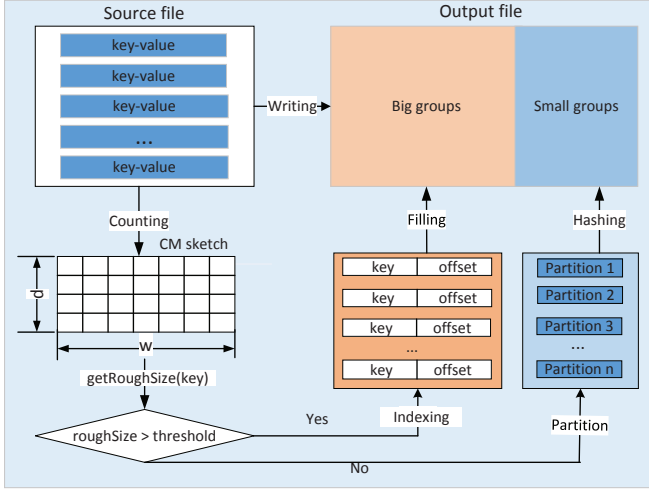 Source file
Output file
key-value
key-value
key-value
...
key-value
Writing
Big groups
Small groups
Counting
Filling
Hashing
CM sketch
d
w
key offset
key offset
key offset
...
key offset
Partition 1
Partition 2
Partition 3
...
Partition n
getRoughSize(key)
roughSize > threshold
Yes
Indexing
Partition
No